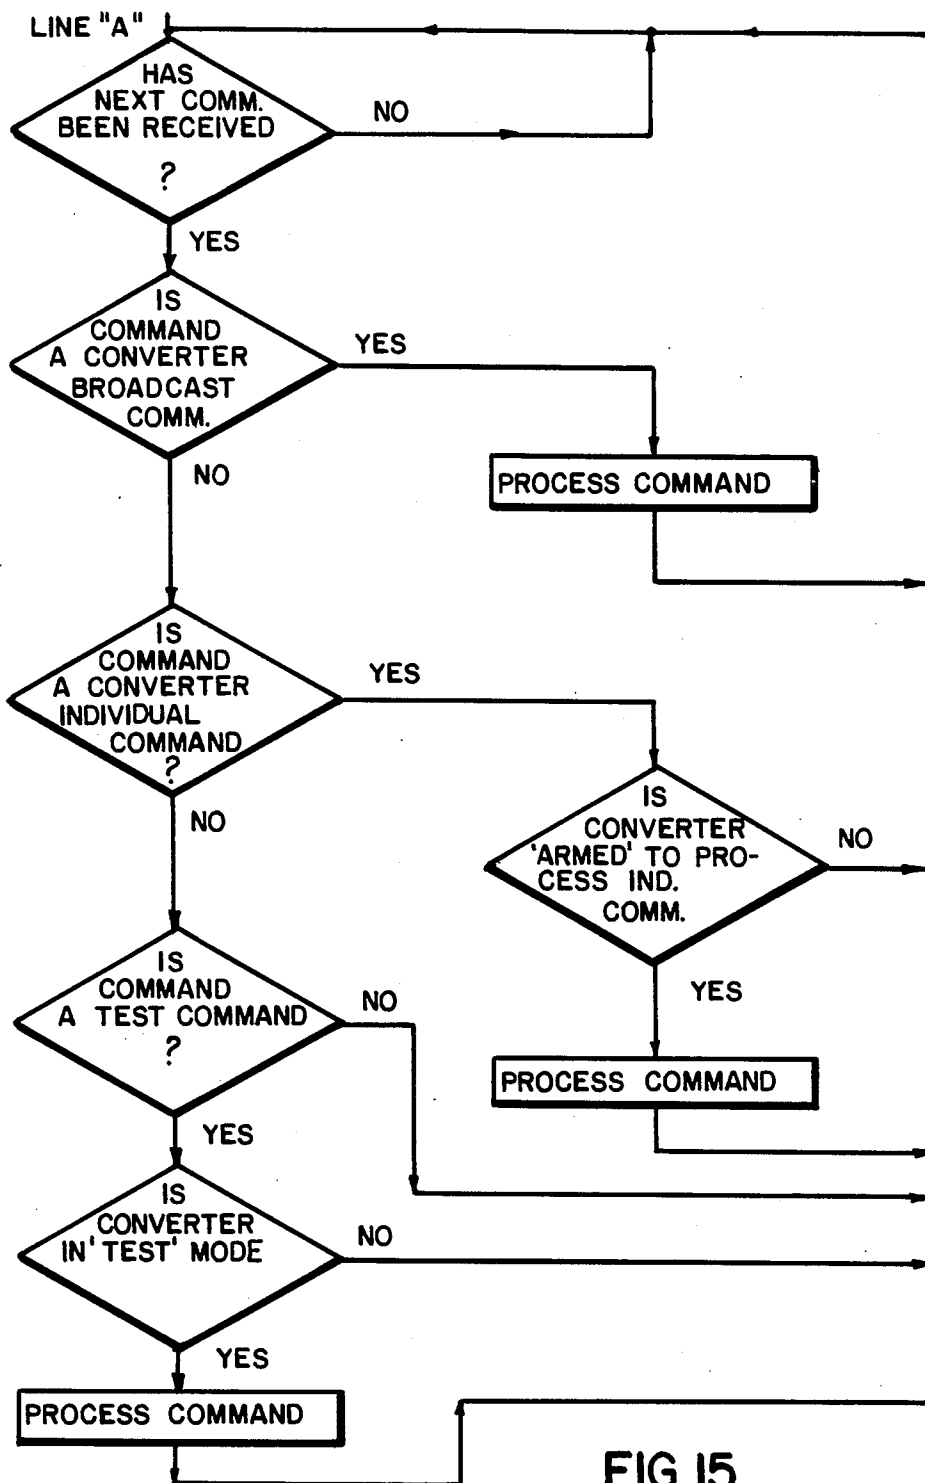 LINE "A"
HAS
NEXT COMM.
BEEN RECEIVED
?
NO
YES
IS
COMMAND
A CONVERTER
BROADCAST
COMM.
YES
NO
PROCESS COMMAND
IS
COMMAND
A CONVERTER
INDIVIDUAL
COMMAND
?
YES
NO
IS
CONVERTER
'ARMED' TO PRO-
CESS IND.
COMM.
NO
YES
PROCESS COMMAND
IS
COMMAND
A TEST COMMAND
?
NO
YES
IS
CONVERTER
IN 'TEST' MODE
NO
YES
PROCESS COMMAND
FIG. 15